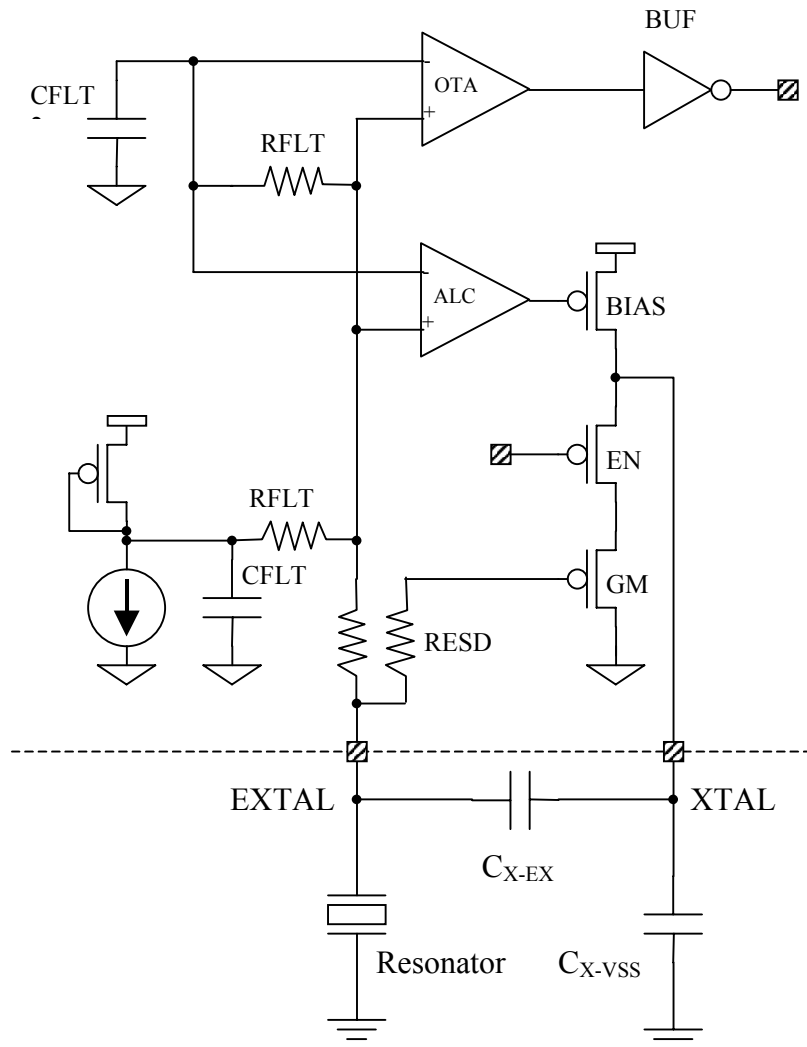 BUF
CFLT
OTA
-
+
RFLT
ALC
-
+
BIAS
EN
RFLT
CFLT
GM
RESD
EXTAL
XTAL
CX-EX
Resonator
CX-VSS